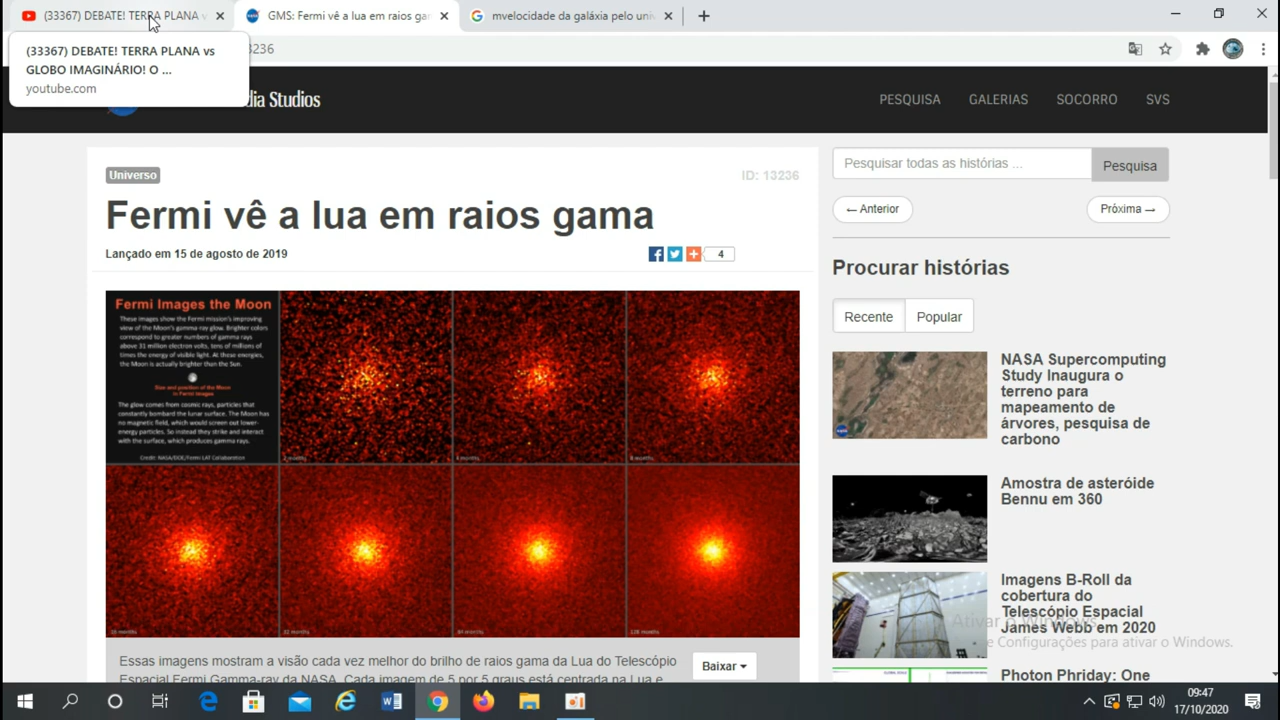 (33367) DEBATE! TERRA PLANA v
GMS: Fermi vê a lua em raios gar
mvelocidade da galáxia pelo univ
(33367) DEBATE! TERRA PLANA vs
GLOBO IMAGINÁRIO! O ...
youtube.com
3236
dia Studios
PESQUISA
GALERIAS
SOCORRO
SVS
Universo
ID: 13236
Fermi vê a lua em raios gama
Lançado em 15 de agosto de 2019
4
Fermi Images the Moon
These images show the Fermi mission's improving
view of the Moon's gamma ray glow. Brighter colors
correspond to greater numbers of gamma rays
above 31 million electron volts, tens of millions of
times the energy of visible light. At these energies,
the Moon is actually brighter than the Sun.
Size and position of the Moon
in Fermi images
The glow comes from cosmic rays, particles that
constantly bombard the lunar surface. The Moon has
no magnetic field, which would screen out lower-
energy particles. So instead they strike and interact
with the surface, which produces gamma rays.
Credit: NASA/DOE/Fermi LAT Collaboration
2 months
128 months
Essas imagens mostram a visão cada vez melhor do brilho de raios gama da Lua do Telescópio
Espacial Fermi Gamma-ray da NASA. Cada imagem de 5 por 5 graus está centrada na Lua e
Baixar
Pesquisar todas as histórias ...
Pesquisa
← Anterior
Próxima →
Procurar histórias
Recente
Popular
NASA Supercomputing
Study Inaugura o
terreno para
mapeamento de
árvores, pesquisa de
carbono
Amostra de asteróide
Bennu em 360
Imagens B-Roll da
cobertura do
Telescópio Espacial
James Webb em 2020
Ativar o Windows
e Configurações para ativar o Windows.
Photon Phriday: One
09:47
17/10/2020